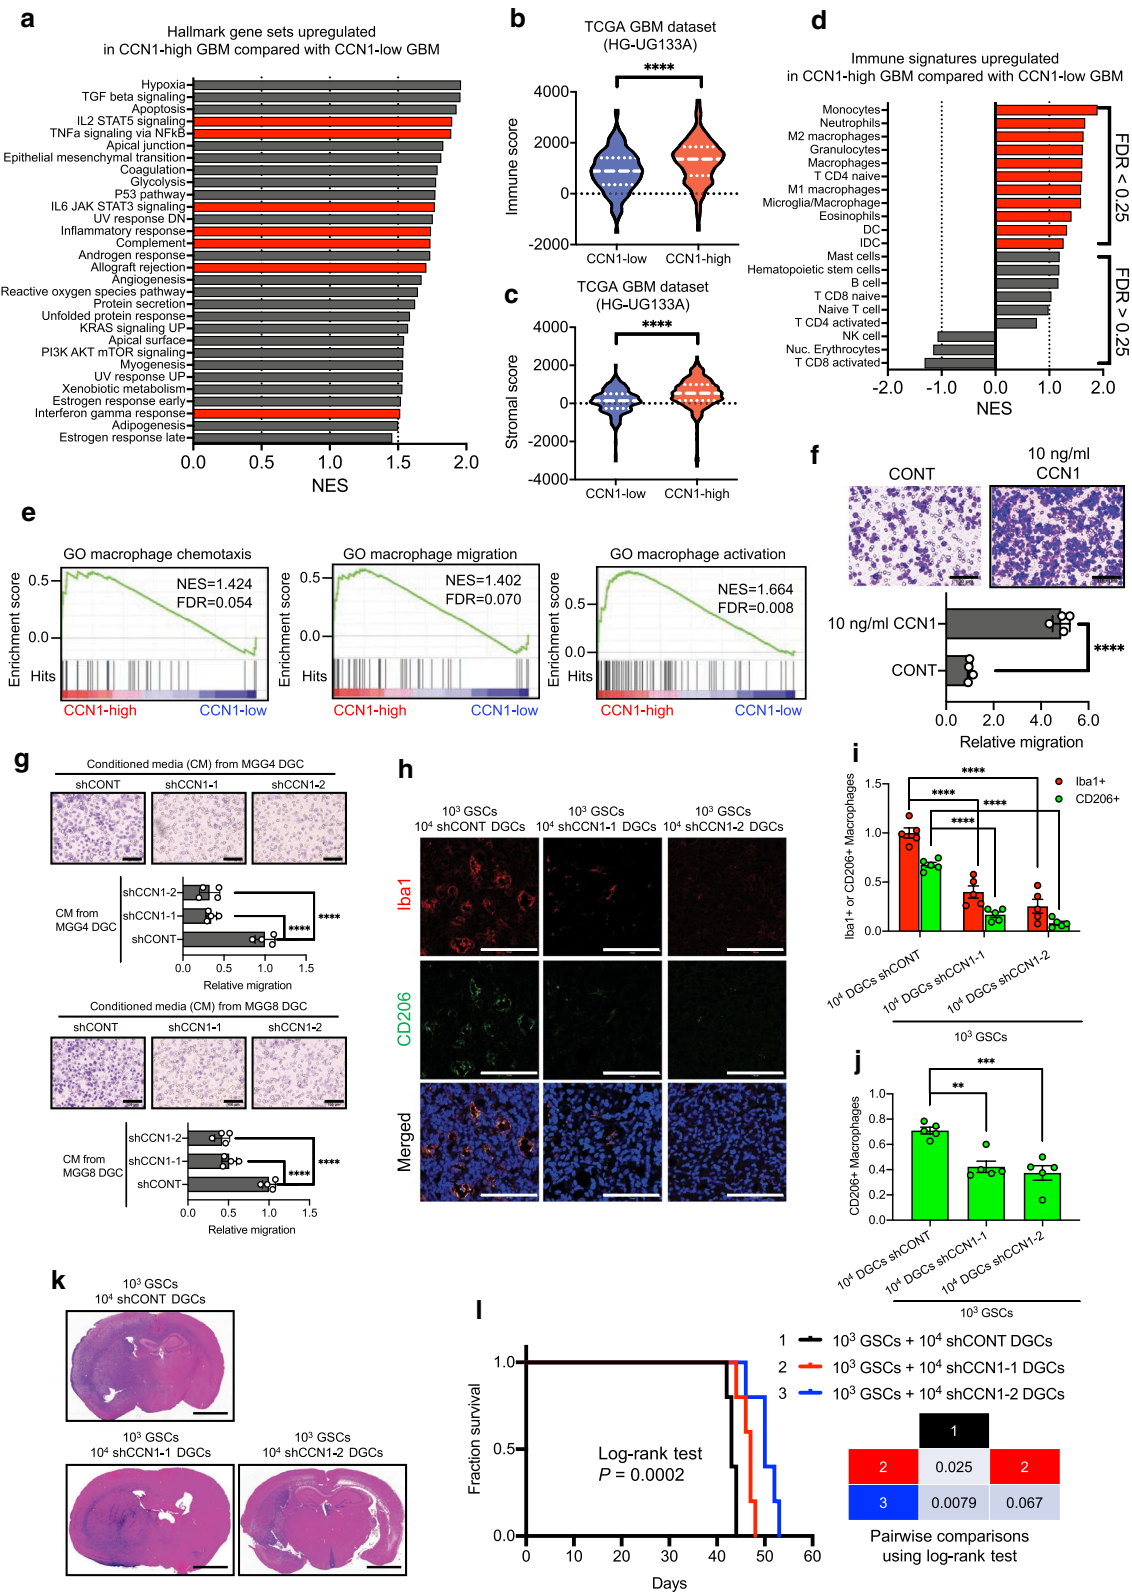 a
Hallmark gene sets upregulated
in CCN1-high GBM compared with CCN1-low GBM
Hypoxia
TGF beta signaling
Apoptosis
IL2 STAT5 signaling
TNFa signaling via NFkB
Apical junction
Epithelial mesenchymal transition
Coagulation
Glycolysis
P53 pathway
IL6 JAK STAT3 signaling
UV response DN
Inflammatory response
Complement
Androgen response
Allograft rejection
Angiogenesis
Reactive oxygen species pathway
Protein secretion
Unfolded protein response
KRAS signaling UP
Apical surface
PI3K AKT mTOR signaling
Myogenesis
UV response UP
Xenobiotic metabolism
Estrogen response early
Interferon gamma response
Adipogenesis
Estrogen response late
0.0 0.5 1.0 1.5 2.0
NES
b
TCGA GBM dataset
(HG-UG133A)
****
Immune score
4000
2000
0
-2000
CCN1-low CCN1-high
c
TCGA GBM dataset
(HG-UG133A)
****
Stromal score
4000
2000
0
-2000
-4000
CCN1-low CCN1-high
d
Immune signatures upregulated
in CCN1-high GBM compared with CCN1-low GBM
Monocytes
Neutrophils
M2 macrophages
Granulocytes
Macrophages
T CD4 naive
M1 macrophages
Microglia/Macrophage
Eosinophils
DC
IDC
Mast cells
Hematopoietic stem cells
B cell
T CD8 naive
Naive T cell
T CD4 activated
NK cell
Nuc. Erythrocytes
T CD8 activated
FDR < 0.25
FDR > 0.25
-2.0 -1.0 0.0 1.0 2.0
NES
e
GO macrophage chemotaxis
Enrichment score
0.5
0.0
NES=1.424
FDR=0.054
Hits
CCN1-high CCN1-low
GO macrophage migration
Enrichment score
0.5
0.0
NES=1.402
FDR=0.070
Hits
CCN1-high CCN1-low
GO macrophage activation
Enrichment score
0.5
0.0
NES=1.664
FDR=0.008
Hits
CCN1-high CCN1-low
f
CONT
10 ng/ml
CCN1
10 ng/ml CCN1
CONT
****
0.0 2.0 4.0 6.0
Relative migration
g
Conditioned media (CM) from MGG4 DGC
shCONT shCCN1-1 shCCN1-2
CM from
MGG4 DGC
shCCN1-2
shCCN1-1
shCONT
****
****
0.0 0.5 1.0 1.5
Relative migration
Conditioned media (CM) from MGG8 DGC
shCONT shCCN1-1 shCCN1-2
CM from
MGG8 DGC
shCCN1-2
shCCN1-1
shCONT
****
****
0.0 0.5 1.0 1.5
Relative migration
h
10³ GSCs
10⁴ shCONT DGCs
10³ GSCs
10⁴ shCCN1-1 DGCs
10³ GSCs
10⁴ shCCN1-2 DGCs
Iba1
CD206
Merged
i
Iba1+
CD206+
Iba1+ or CD206+ Macrophages
1.5
1.0
0.5
0.0
****
****
****
****
10⁴ DGCs shCONT
10⁴ DGCs shCCN1-1
10⁴ DGCs shCCN1-2
10³ GSCs
j
CD206+ Macrophages
1.0
0.8
0.6
0.4
0.2
0.0
***
**
10⁴ DGCs shCONT
10⁴ DGCs shCCN1-1
10⁴ DGCs shCCN1-2
10³ GSCs
k
10³ GSCs
10⁴ shCONT DGCs
10³ GSCs
10⁴ shCCN1-1 DGCs
10³ GSCs
10⁴ shCCN1-2 DGCs
l
1 10³ GSCs + 10⁴ shCONT DGCs
2 10³ GSCs + 10⁴ shCCN1-1 DGCs
3 10³ GSCs + 10⁴ shCCN1-2 DGCs
Fraction survival
1.0
0.5
0.0
Log-rank test
P = 0.0002
0 10 20 30 40 50 60
Days
1
2 0.025 2
3 0.0079 0.067
Pairwise comparisons
using log-rank test